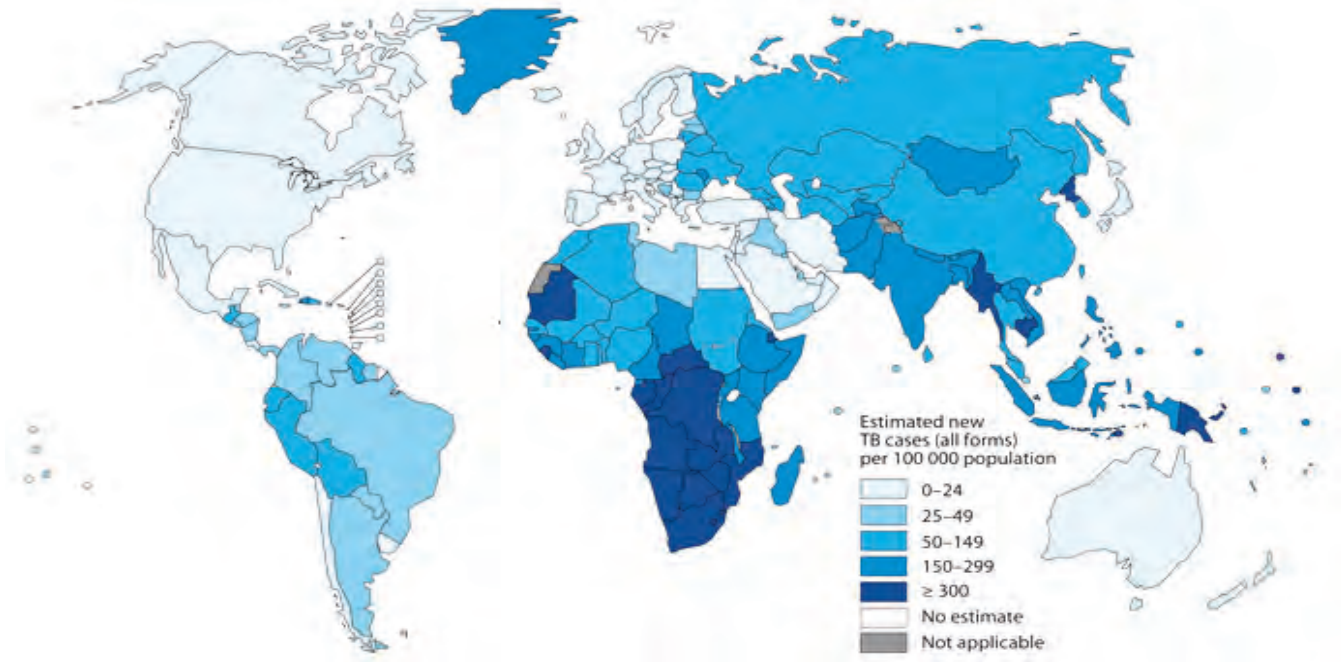 Estimated new
TB cases (all forms)
per 100 000 population
0–24
25–49
50–149
150–299
≥ 300
No estimate
Not applicable